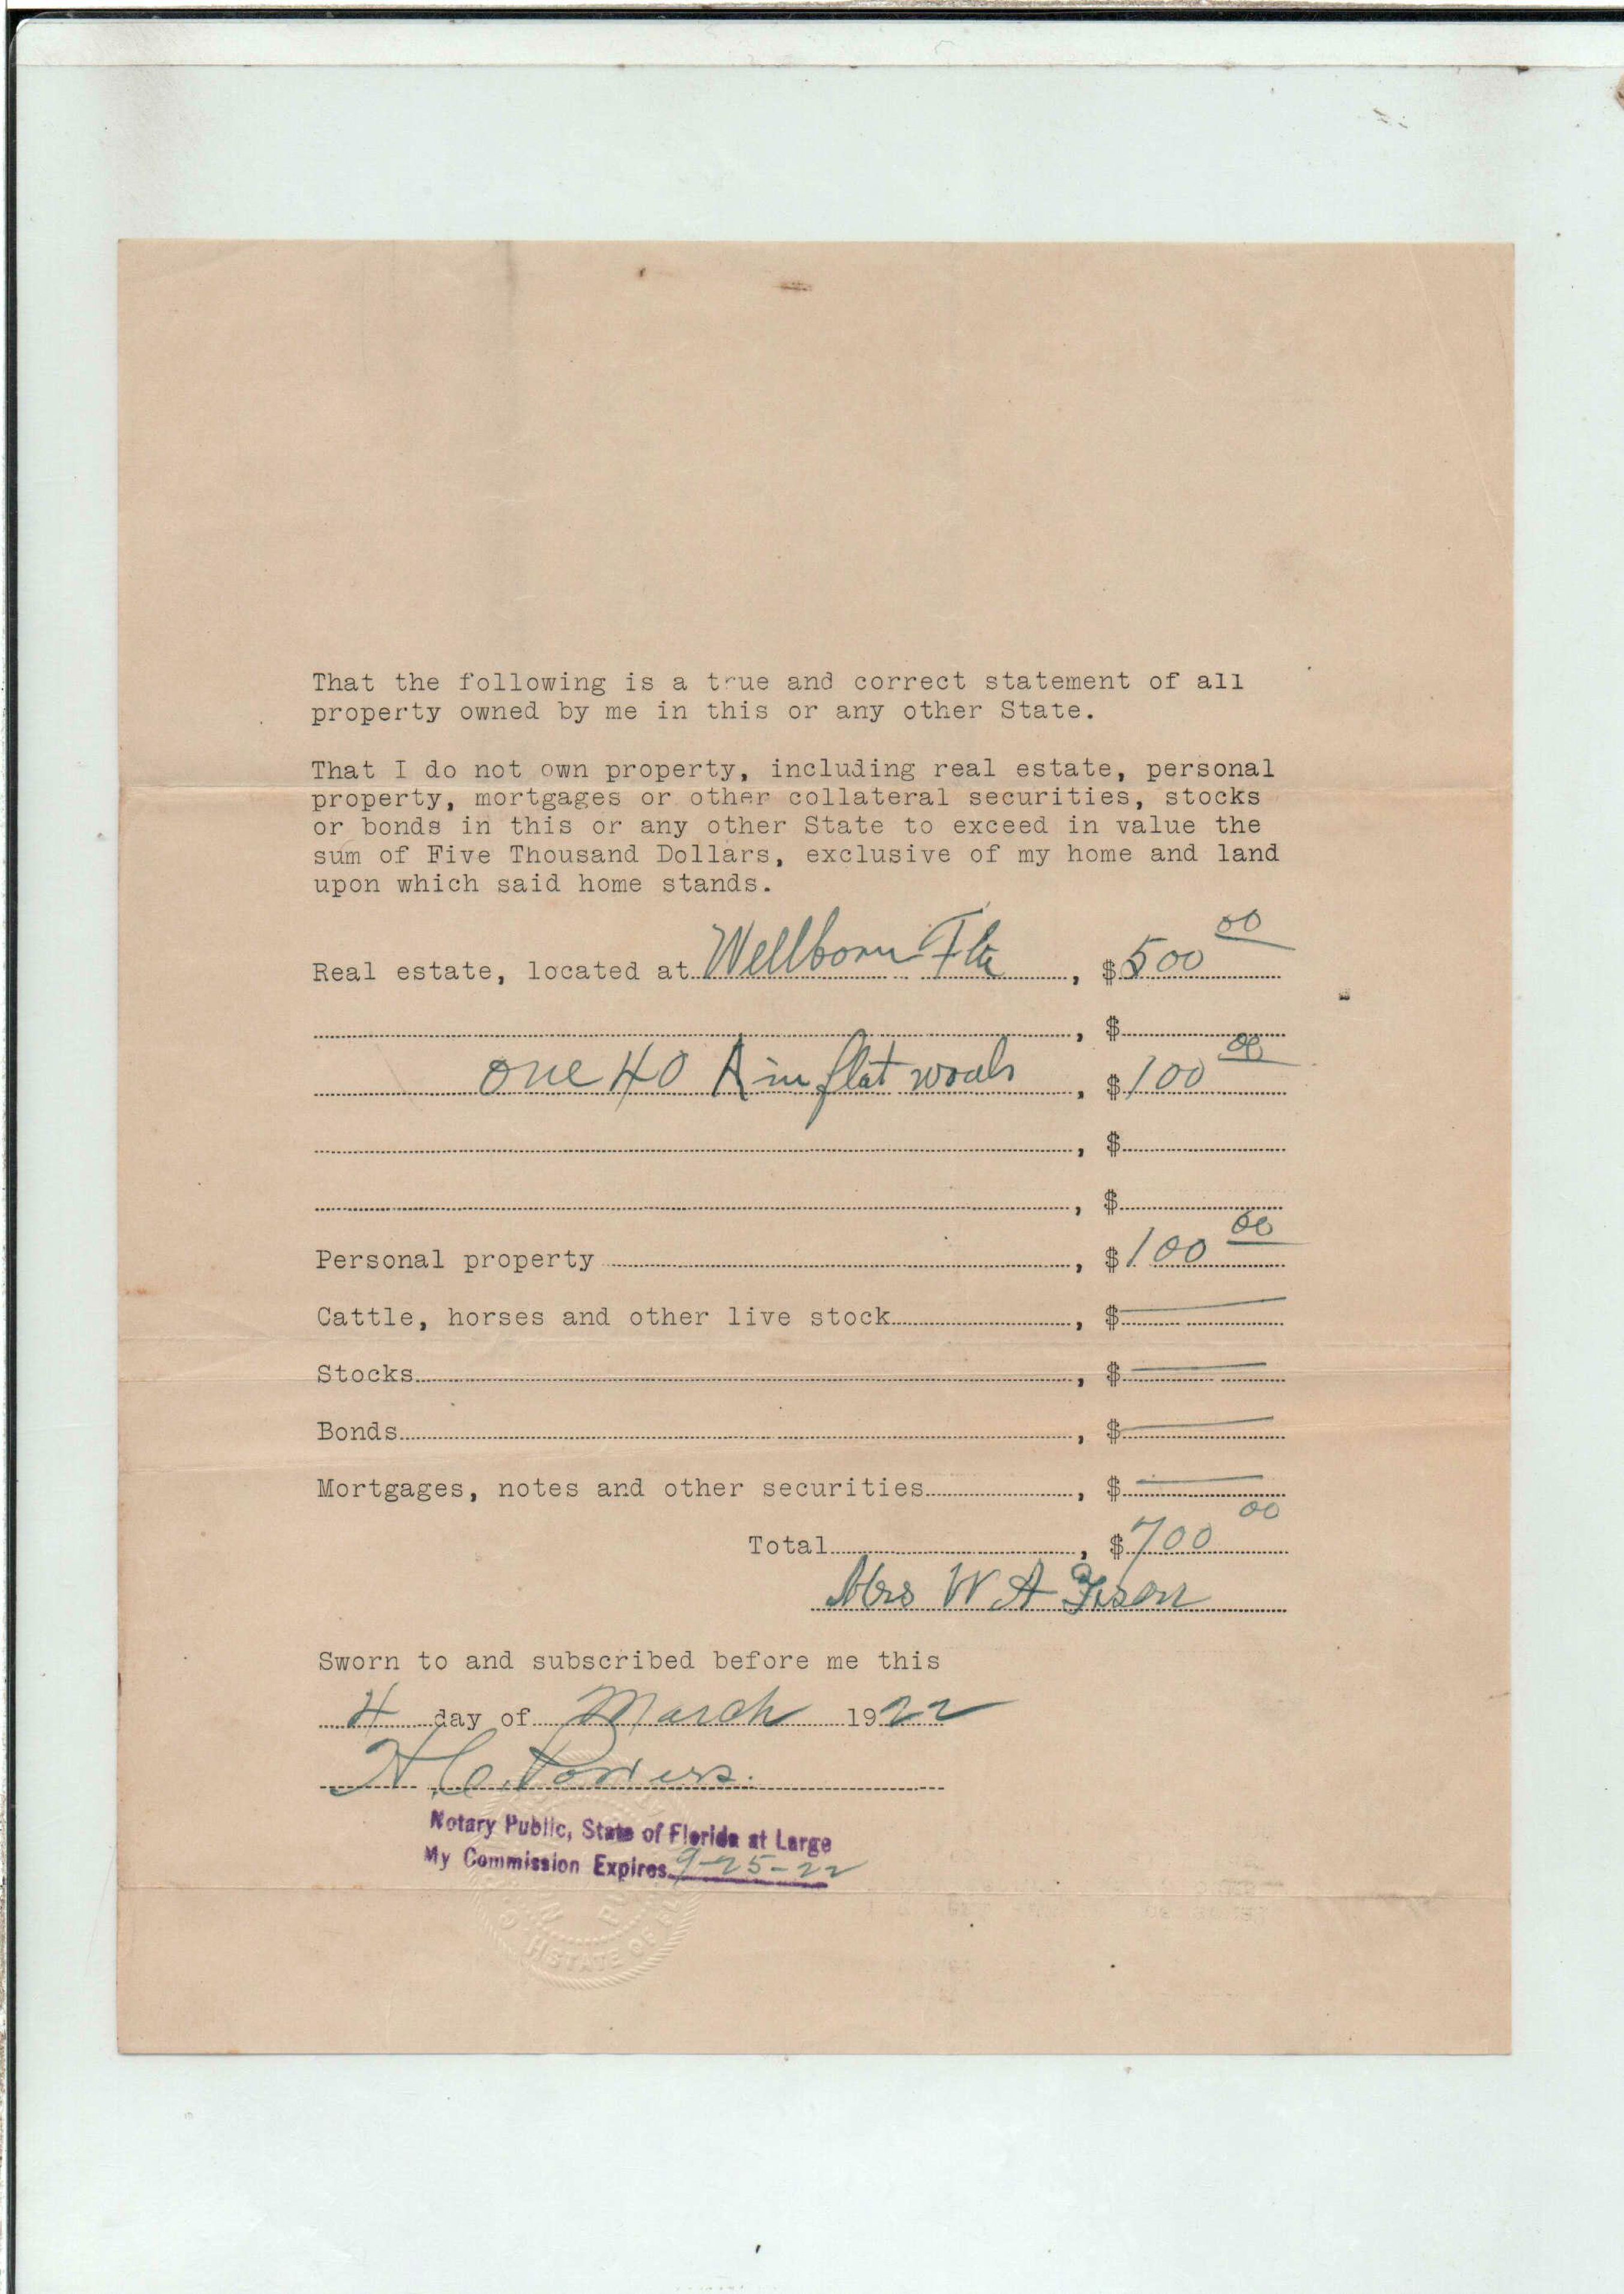 That the following is a true and correct statement of all
property owned by me in this or any other State.
That I do not own property, including real estate, personal
property, mortgages or other collateral securities, stocks
or bonds in this or any other State to exceed in value the
sum of Five Thousand Dollars, exclusive of my home and land
upon which said home stands.
Real estate, located at Wellborn Fla , $500 00
, $
one 40 A in flat woods , $100 00
, $
, $
Personal property , $100 00
Cattle, horses and other live stock , $
Stocks , $
Bonds , $
Mortgages, notes and other securities , $
Total , $700 00
Mrs W A
Sworn to and subscribed before me this
4 day of March 1922
H. C. Powers.
Notary Public, State of Florida at Large
My Commission Expires 9-25-22
STATE OF